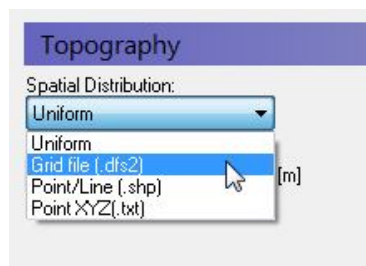 Topography
Spatial Distribution:
Uniform
Uniform
Grid file (.dfs2)
Point/Line (.shp)
[m]
Point XYZ(.txt)